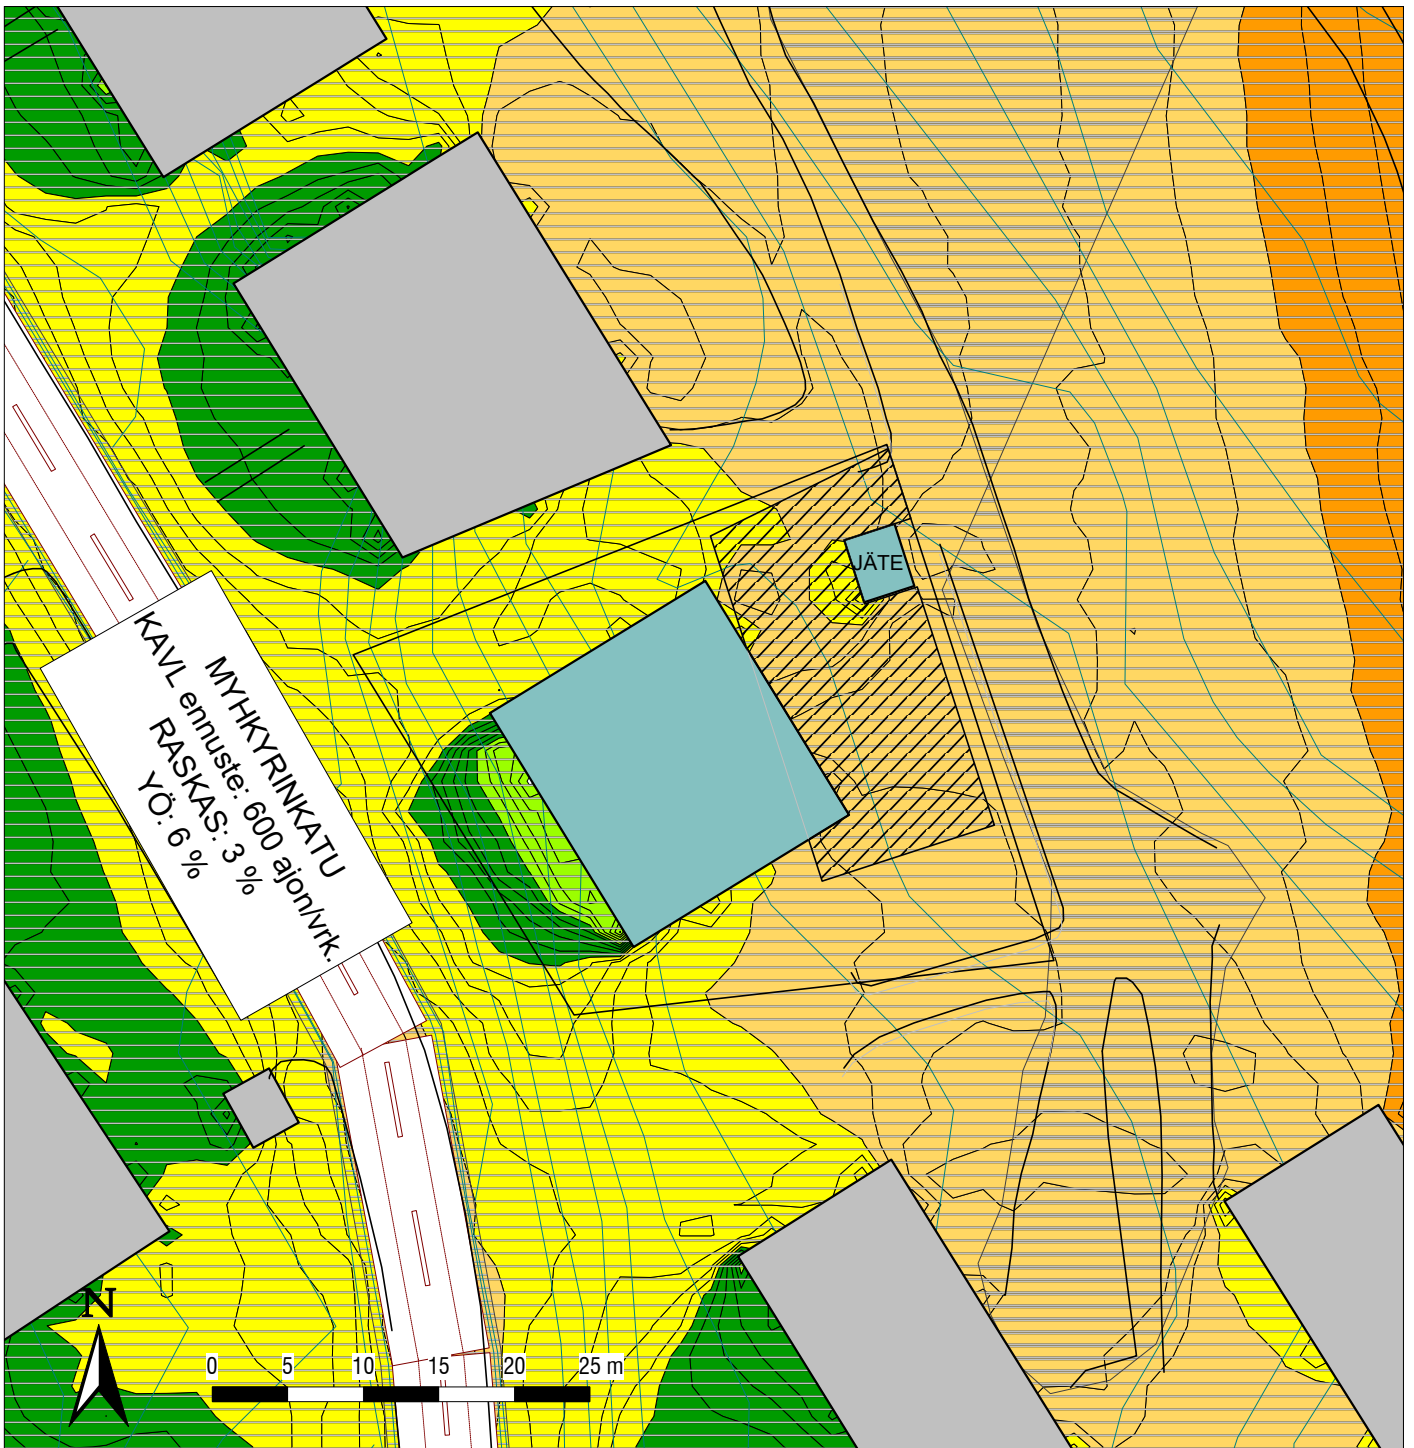 MYHKYRINKATU
KAVL ennuste: 600 ajon/vrk.
RASKAS: 3 %
YÖ: 6 %
JÄTE
N
0 5 10 15 20 25 m